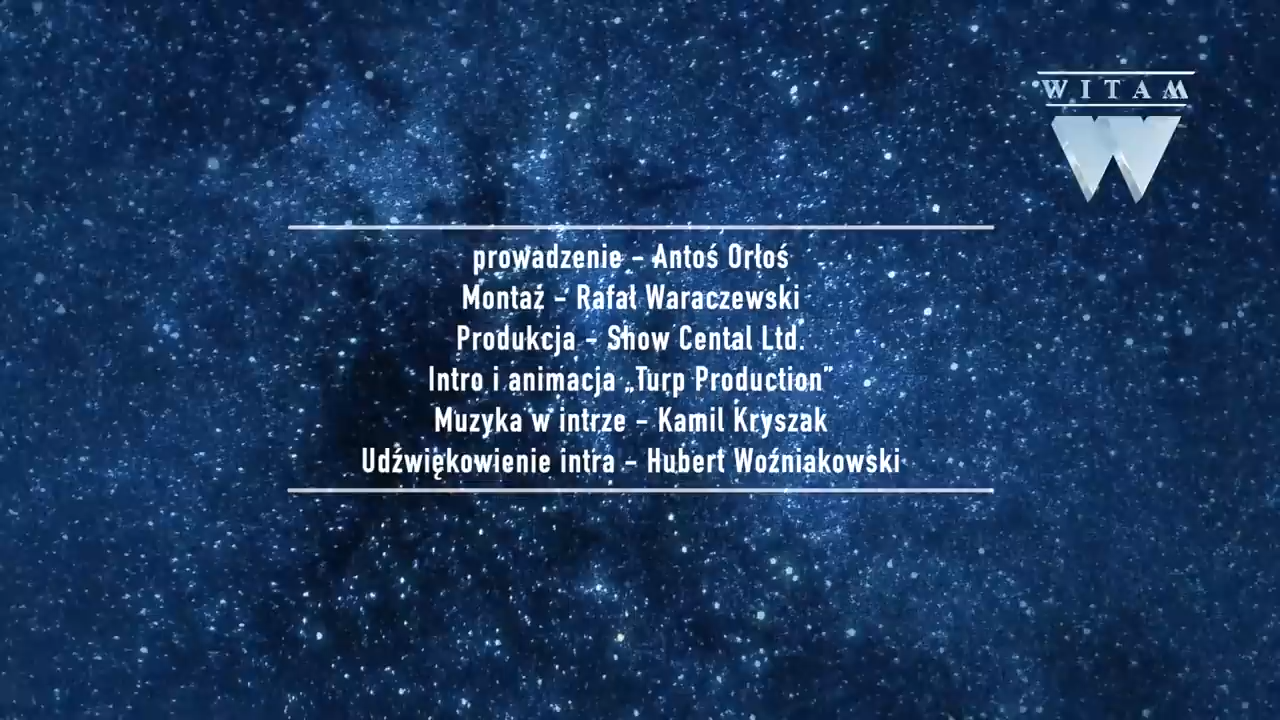 WITAM
W
prowadzenie – Antoś Orłoś
Montaż – Rafał Waraczewski
Produkcja – Show Cental Ltd.
Intro i animacja „Turp Production”
Muzyka w intrze – Kamil Kryszak
Udźwiękowienie intra – Hubert Woźniakowski